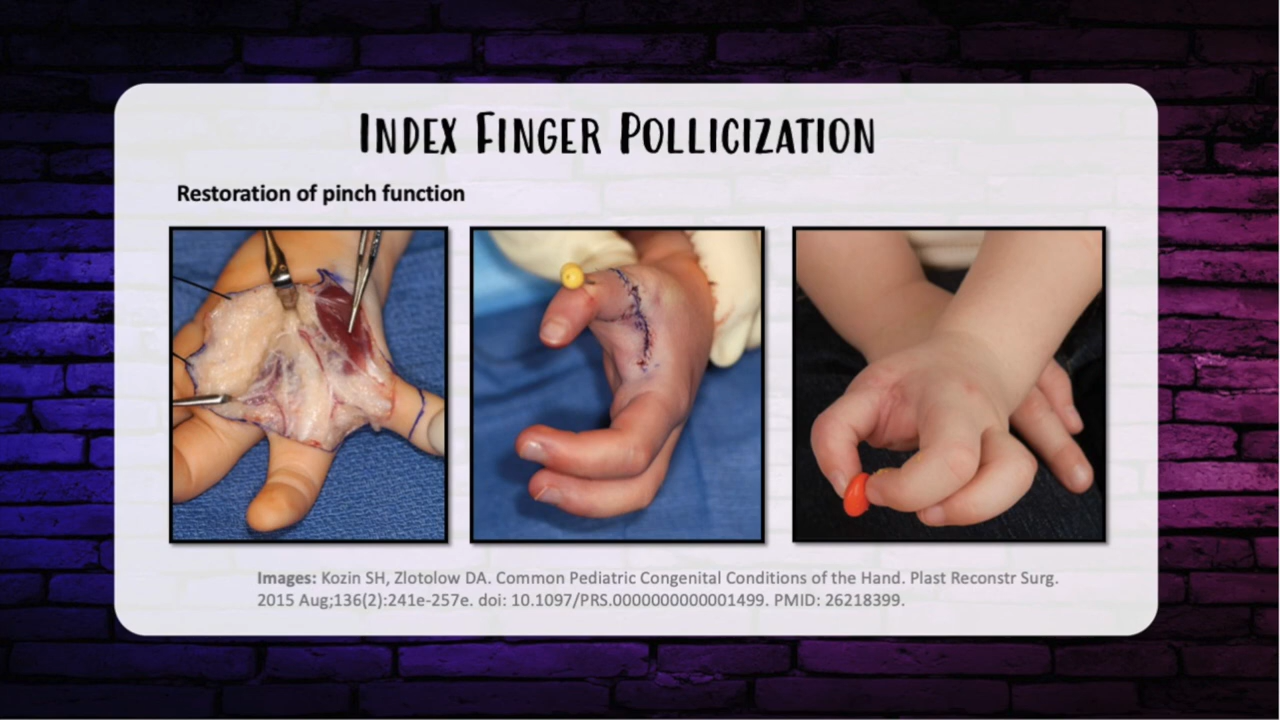 Index Finger Pollicization
Restoration of pinch function
Images: Kozin SH, Zlotolow DA. Common Pediatric Congenital Conditions of the Hand. Plast Reconstr Surg.
2015 Aug;136(2):241e-257e. doi: 10.1097/PRS.0000000000001499. PMID: 26218399.